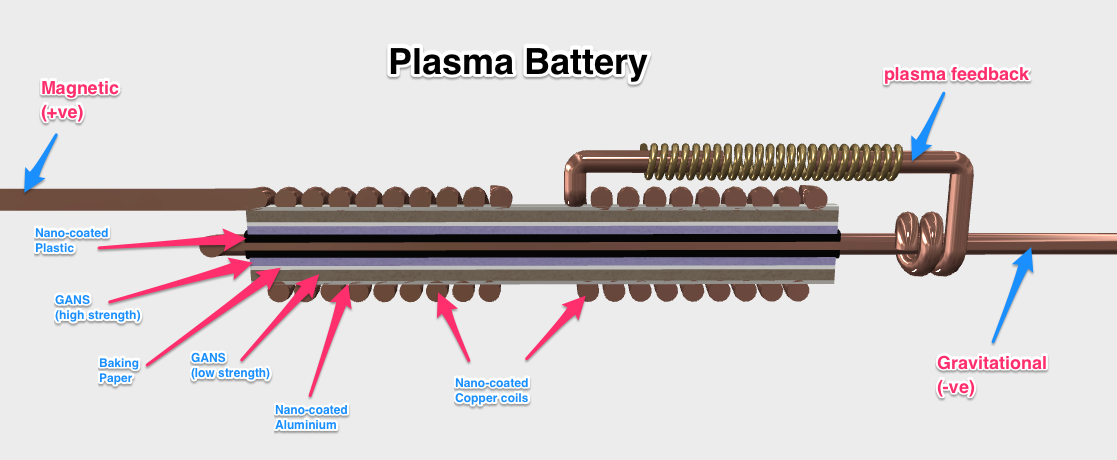 Plasma Battery
Magnetic
(+ve)
plasma feedback
Nano-coated
Plastic
GANS
(high strength)
Baking
Paper
GANS
(low strength)
Nano-coated
Aluminium
Nano-coated
Copper coils
Gravitational
(-ve)